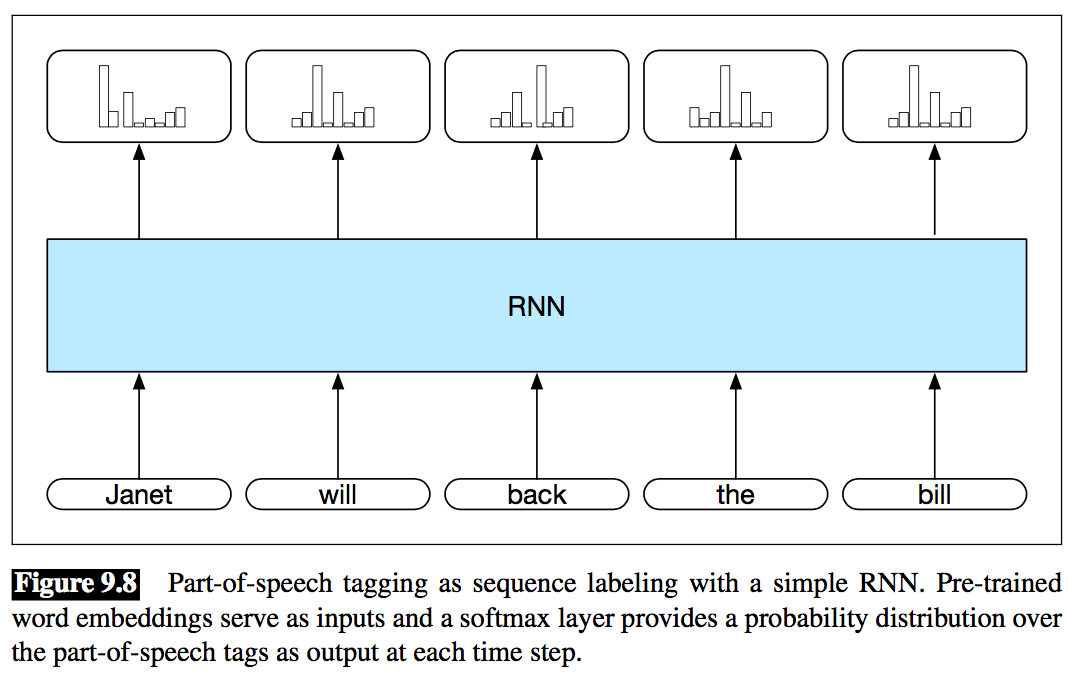 RNN
Janet will back the bill
Figure 9.8 Part-of-speech tagging as sequence labeling with a simple RNN. Pre-trained
word embeddings serve as inputs and a softmax layer provides a probability distribution over
the part-of-speech tags as output at each time step.